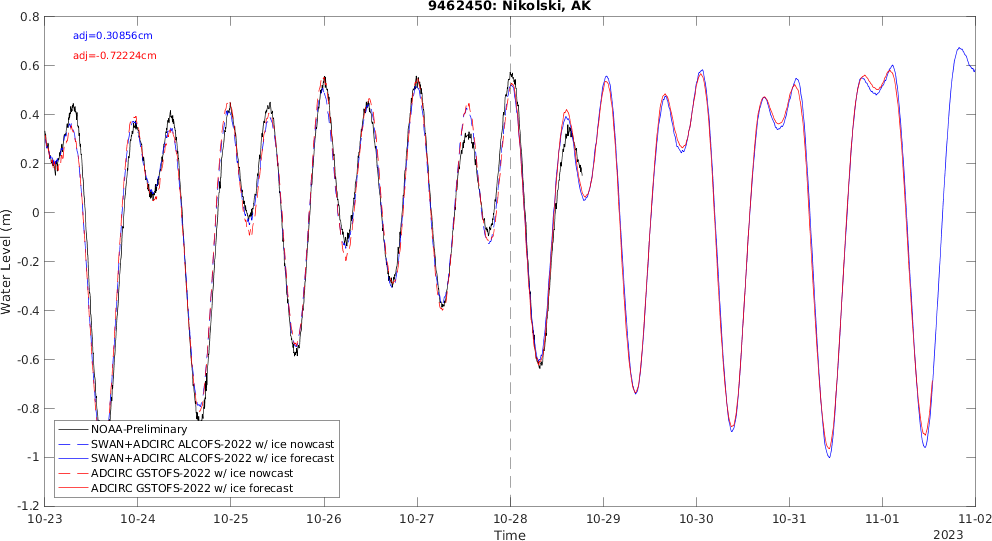 9462450: Nikolski, AK
adj=0.30856cm
adj=-0.72224cm
Water Level (m)
0.8
0.6
0.4
0.2
0
-0.2
-0.4
-0.6
-0.8
-1
-1.2
NOAA-Preliminary
SWAN+ADCIRC ALCOFS-2022 w/ ice nowcast
SWAN+ADCIRC ALCOFS-2022 w/ ice forecast
ADCIRC GSTOFS-2022 w/ ice nowcast
ADCIRC GSTOFS-2022 w/ ice forecast
10-23 10-24 10-25 10-26 10-27 10-28 10-29 10-30 10-31 11-01 11-02
Time
2023